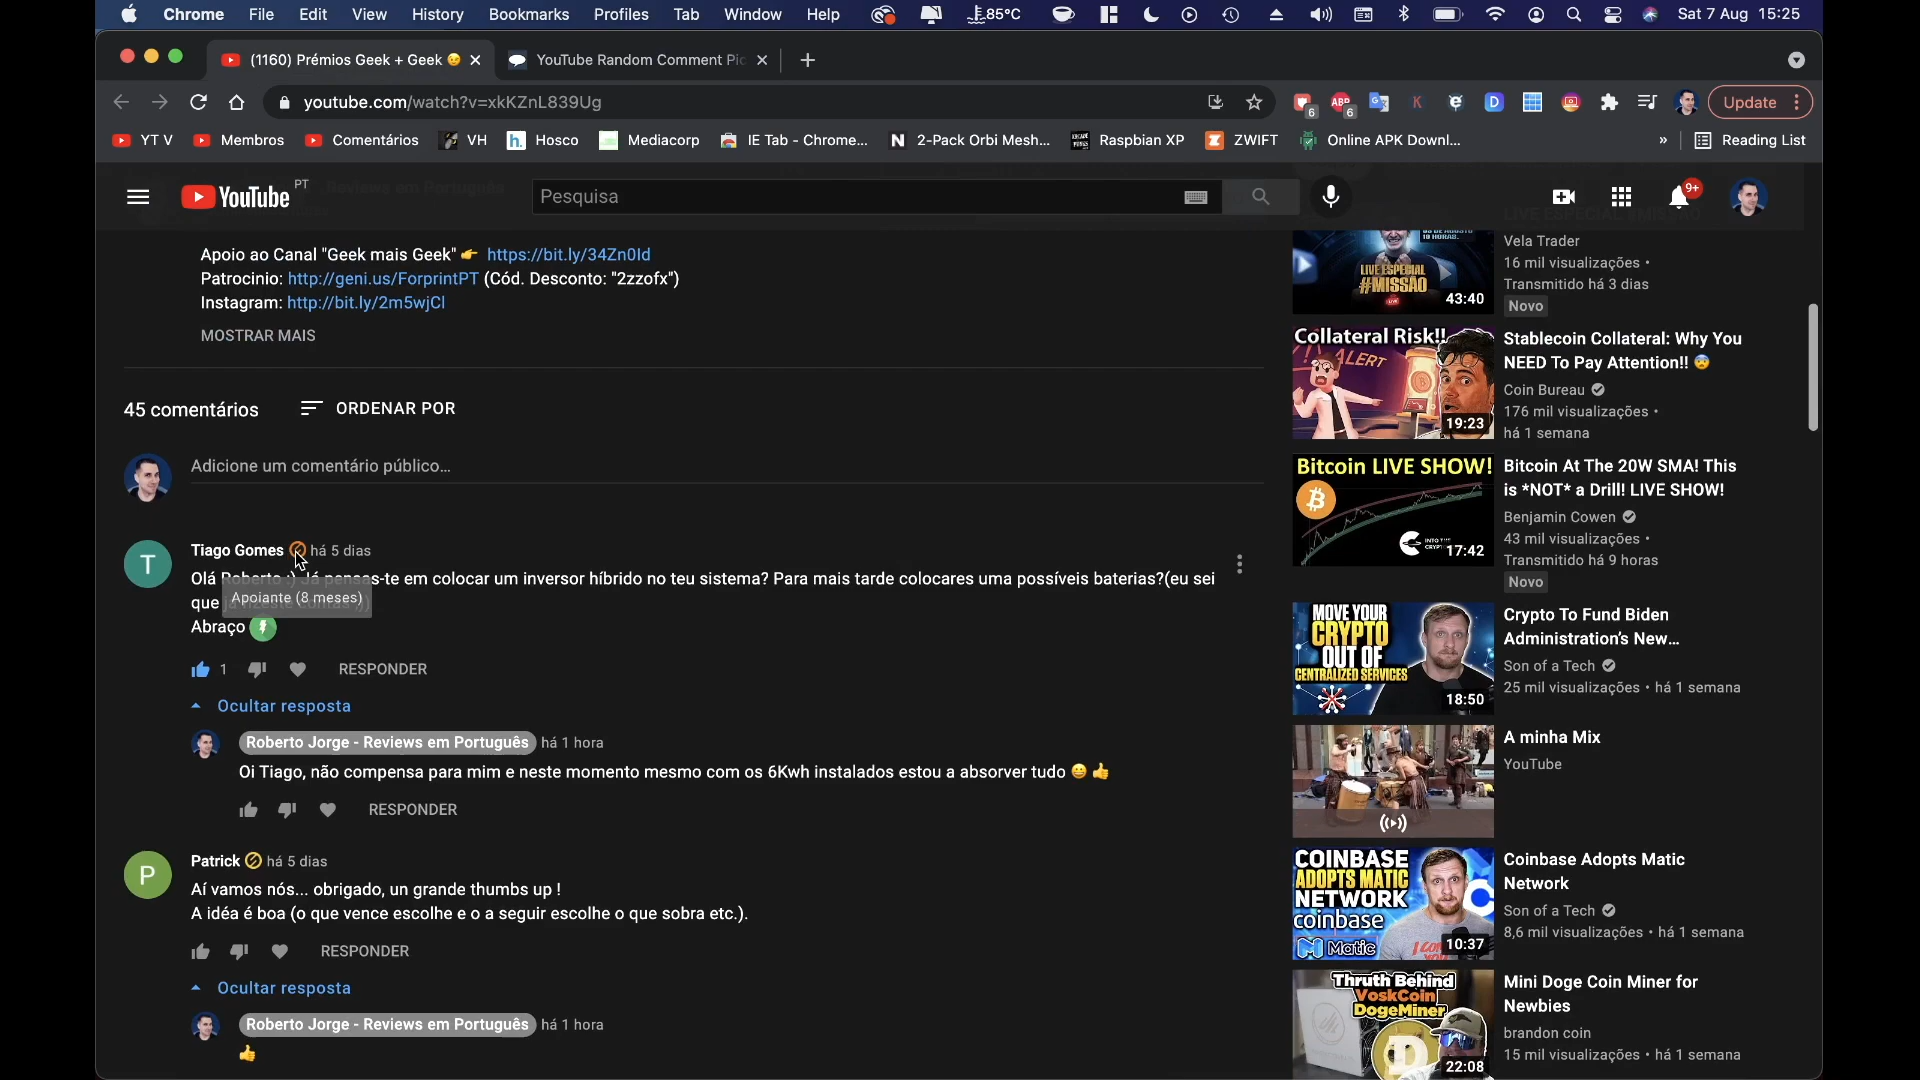 Chrome File Edit View History Bookmarks Profiles Tab Window Help 85°C Sat 7 Aug 15:25
(1160) Prémios Geek + Geek 😉 YouTube Random Comment Pic
youtube.com/watch?v=xkKZnL839Ug
6 ABP 6 K D Update
YT V Membros Comentários VH Hosco Mediacorp IE Tab - Chrome... 2-Pack Orbi Mesh... Raspbian XP ZWIFT Online APK Downl... » Reading List
YouTube PT Pesquisa 9+
Apoio ao Canal "Geek mais Geek" 👉 https://bit.ly/34Zn0Id
Patrocinio: http://geni.us/ForprintPT (Cód. Desconto: "2zzofx")
Instagram: http://bit.ly/2m5wjCl
MOSTRAR MAIS
45 comentários ORDENAR POR
Adicione um comentário público...
T
Tiago Gomes há 5 dias
Olá Roberto :) Já pensas-te em colocar um inversor híbrido no teu sistema? Para mais tarde colocares uma possíveis baterias?(eu sei
que já fizeste contas ;))
Apoiante (8 meses)
Abraço
1 RESPONDER
Ocultar resposta
Roberto Jorge - Reviews em Português há 1 hora
Oi Tiago, não compensa para mim e neste momento mesmo com os 6Kwh instalados estou a absorver tudo 😄 👍
RESPONDER
P
Patrick há 5 dias
Aí vamos nós... obrigado, un grande thumbs up !
A idéa é boa (o que vence escolhe e o a seguir escolhe o que sobra etc.).
RESPONDER
Ocultar resposta
Roberto Jorge - Reviews em Português há 1 hora
👍
19 HORAS.
LIVE ESPECIAL
#MISSÃO
43:40
Vela Trader
16 mil visualizações •
Transmitido há 3 dias
Novo
Collateral Risk!!
ALERT
19:23
Stablecoin Collateral: Why You
NEED To Pay Attention!! 😨
Coin Bureau
176 mil visualizações •
há 1 semana
Bitcoin LIVE SHOW!
INTO THE
17:42
Bitcoin At The 20W SMA! This
is *NOT* a Drill! LIVE SHOW!
Benjamin Cowen
43 mil visualizações •
Transmitido há 9 horas
Novo
MOVE YOUR
CRYPTO
OUT OF
CENTRALIZED SERVICES
18:50
Crypto To Fund Biden
Administration's New...
Son of a Tech
25 mil visualizações • há 1 semana
A minha Mix
YouTube
COINBASE
ADOPTS MATIC
NETWORK
coinbase
Matic
10:37
Coinbase Adopts Matic
Network
Son of a Tech
8,6 mil visualizações • há 1 semana
Thruth Behind
VoskCoin
DogeMiner
22:08
Mini Doge Coin Miner for
Newbies
brandon coin
15 mil visualizações • há 1 semana